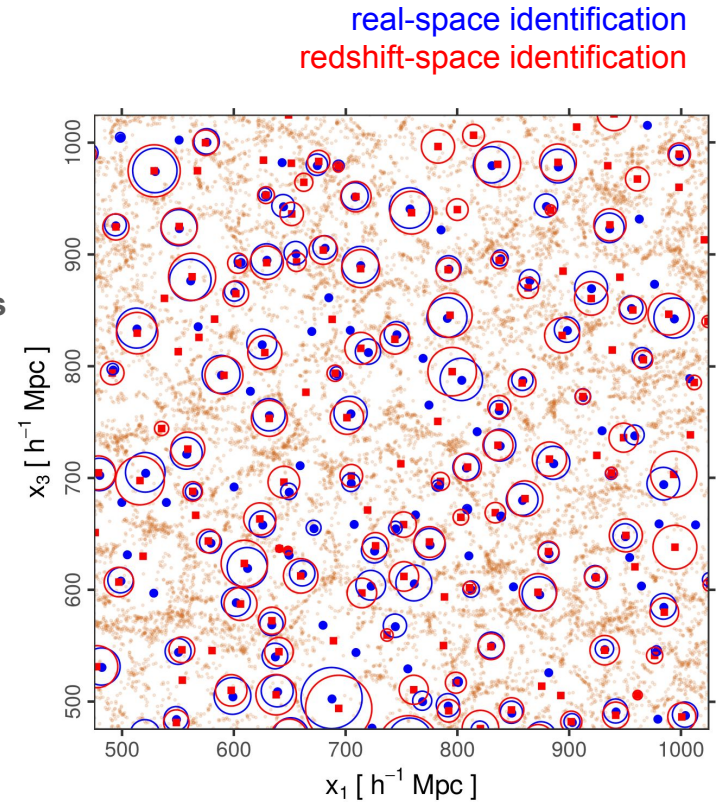 real-space identification
redshift-space identification
s
1000
900
800
700
600
500
x₃ [ h⁻¹ Mpc ]
500 600 700 800 900 1000
x₁ [ h⁻¹ Mpc ]